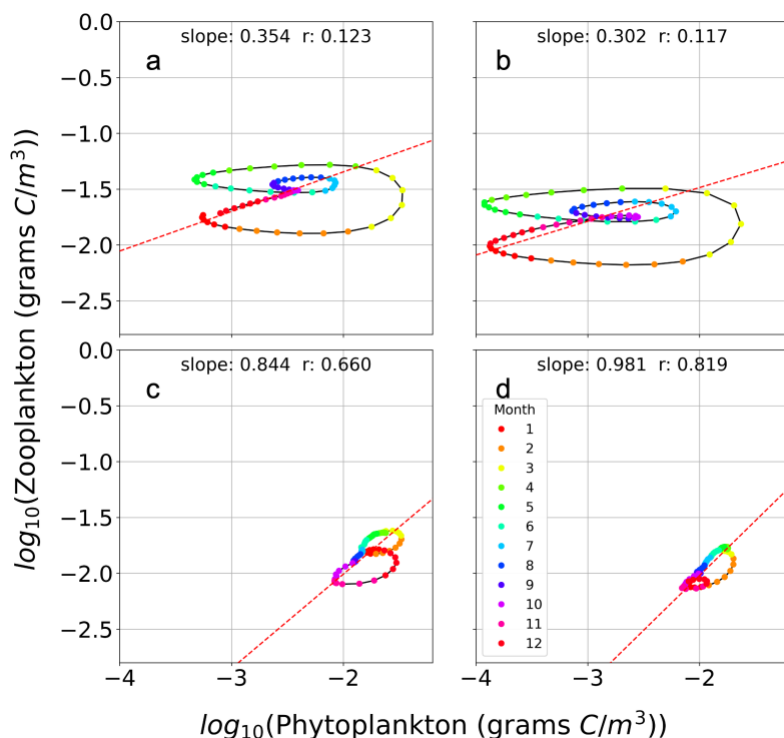 slope: 0.354 r: 0.123
a
slope: 0.302 r: 0.117
b
0.0
−0.5
−1.0
−1.5
−2.0
−2.5
slope: 0.844 r: 0.660
c
slope: 0.981 r: 0.819
d
0.0
−0.5
−1.0
−1.5
−2.0
−2.5
Month
1
2
3
4
5
6
7
8
9
10
11
12
−4
−3
−2
−4
−3
−2
log₁₀(Zooplankton (grams C/m³))
log₁₀(Phytoplankton (grams C/m³))